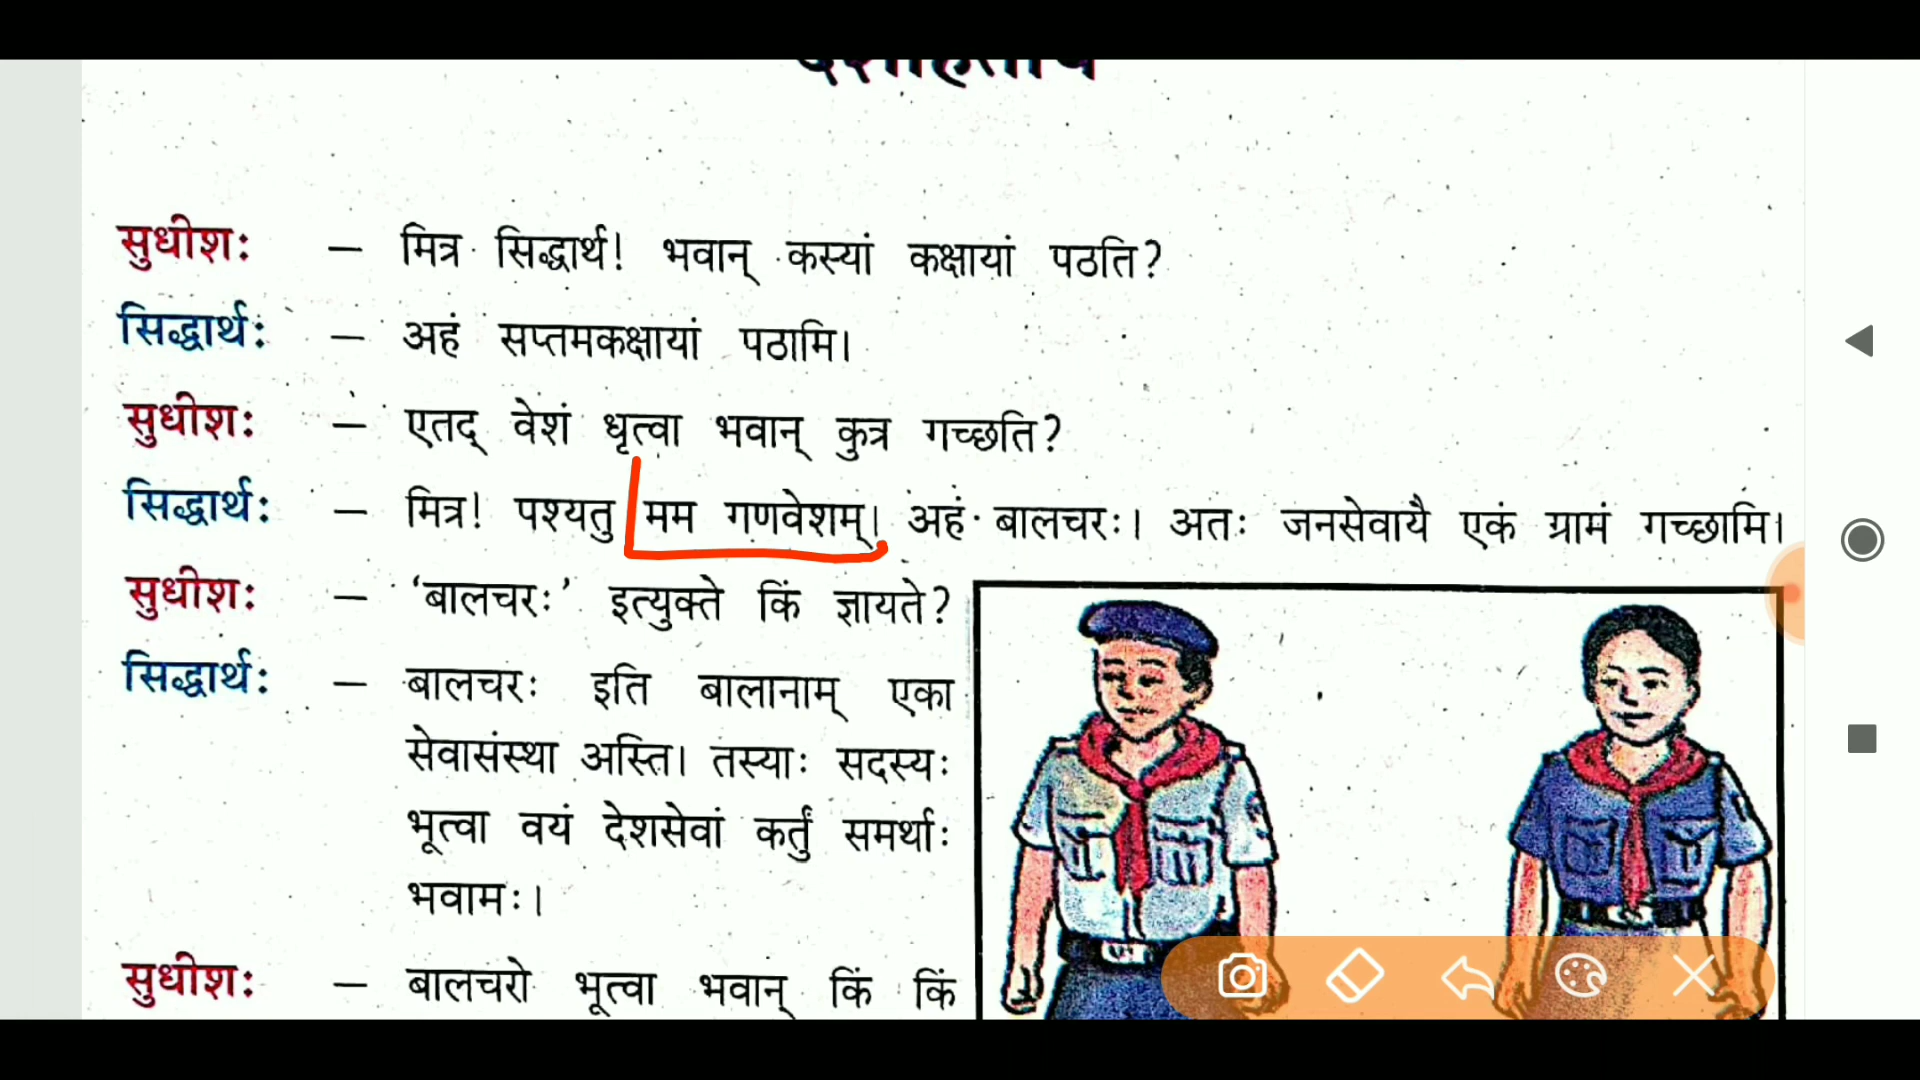 सुधीशः – मित्र सिद्धार्थ! भवान् कस्यां कक्षायां पठति?
सिद्धार्थः – अहं सप्तमकक्षायां पठामि।
सुधीशः – एतद् वेशं धृत्वा भवान् कुत्र गच्छति?
सिद्धार्थः – मित्र! पश्यतु मम गणवेशम्। अहं बालचरः। अतः जनसेवायै एकं ग्रामं गच्छामि।
सुधीशः – ‘बालचरः’ इत्युक्ते किं ज्ञायते?
सिद्धार्थः – बालचरः इति बालानाम् एका
सेवासंस्था अस्ति। तस्याः सदस्यः
भूत्वा वयं देशसेवां कर्तुं समर्थाः
भवामः।
सुधीशः – बालचरो भूत्वा भवान् किं किं